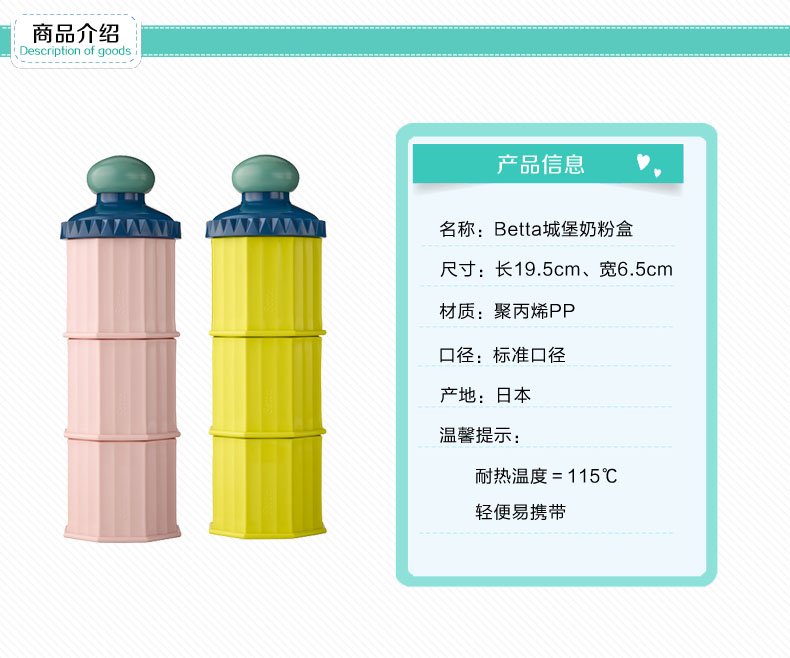 商品介绍
Description of goods
产品信息
名称：Betta城堡奶粉盒
尺寸：长19.5cm、宽6.5cm
材质：聚丙烯PP
口径：标准口径
产地：日本
温馨提示：
耐热温度＝115℃
轻便易携带